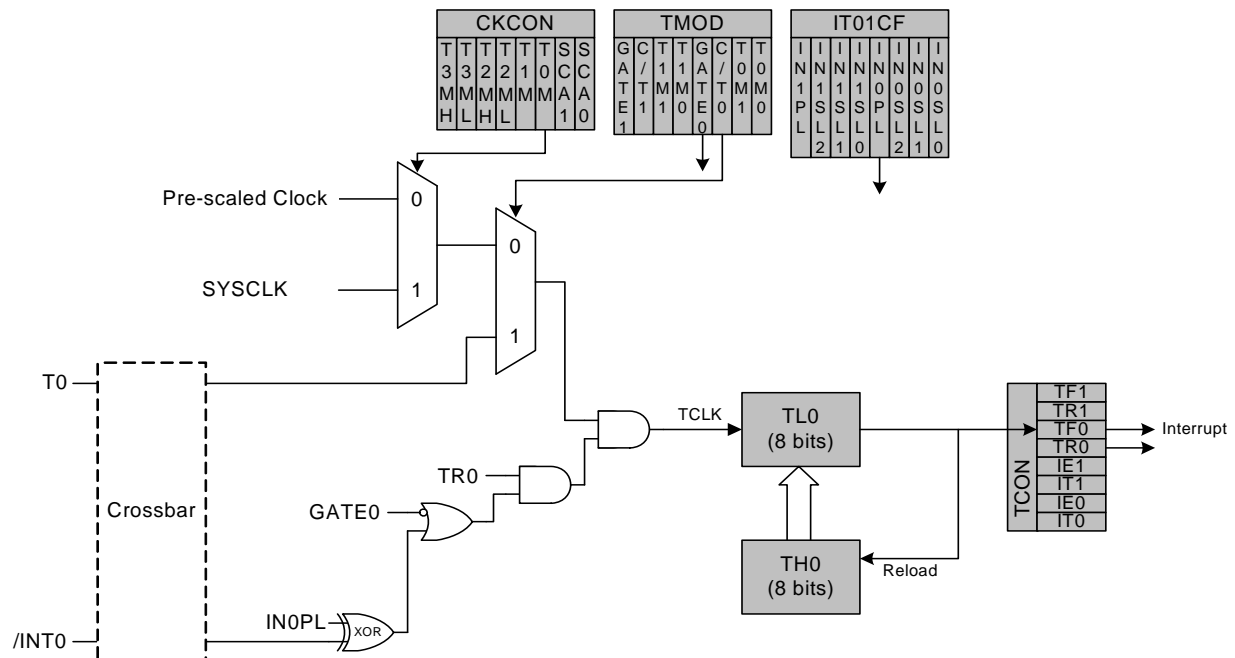 CKCON
T3MH T3ML T2MH T2ML T1M T0M SCA1 SCA0
TMOD
GATE1 C/T1 T1M1 T1M0 GATE0 C/T0 T0M1 T0M0
IT01CF
IN1PL IN1SL2 IN1SL1 IN1SL0 IN0PL IN0SL2 IN0SL1 IN0SL0
Pre-scaled Clock
0
SYSCLK
1
0
1
T0
Crossbar
/INT0
TR0
GATE0
IN0PL
XOR
TCLK
TL0
(8 bits)
TH0
(8 bits)
Reload
TCON
TF1
TR1
TF0
TR0
IE1
IT1
IE0
IT0
Interrupt